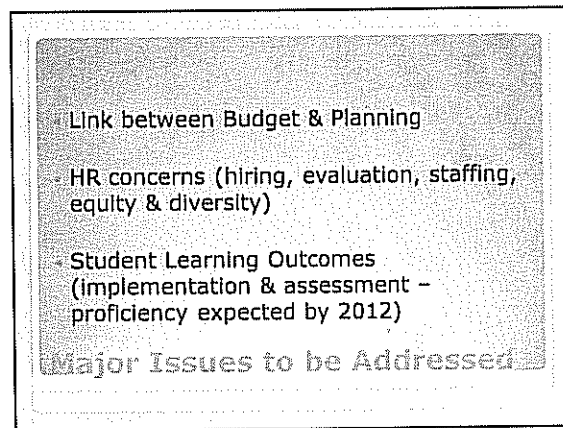 - Link between Budget & Planning
- HR concerns (hiring, evaluation, staffing,
equity & diversity)
- Student Learning Outcomes
(implementation & assessment –
proficiency expected by 2012)
Major Issues to be Addressed